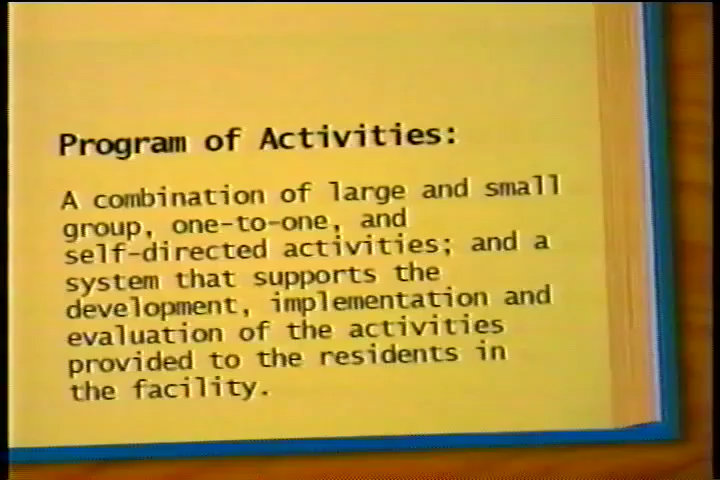 Program of Activities:
A combination of large and small
group, one-to-one, and
self-directed activities; and a
system that supports the
development, implementation and
evaluation of the activities
provided to the residents in
the facility.